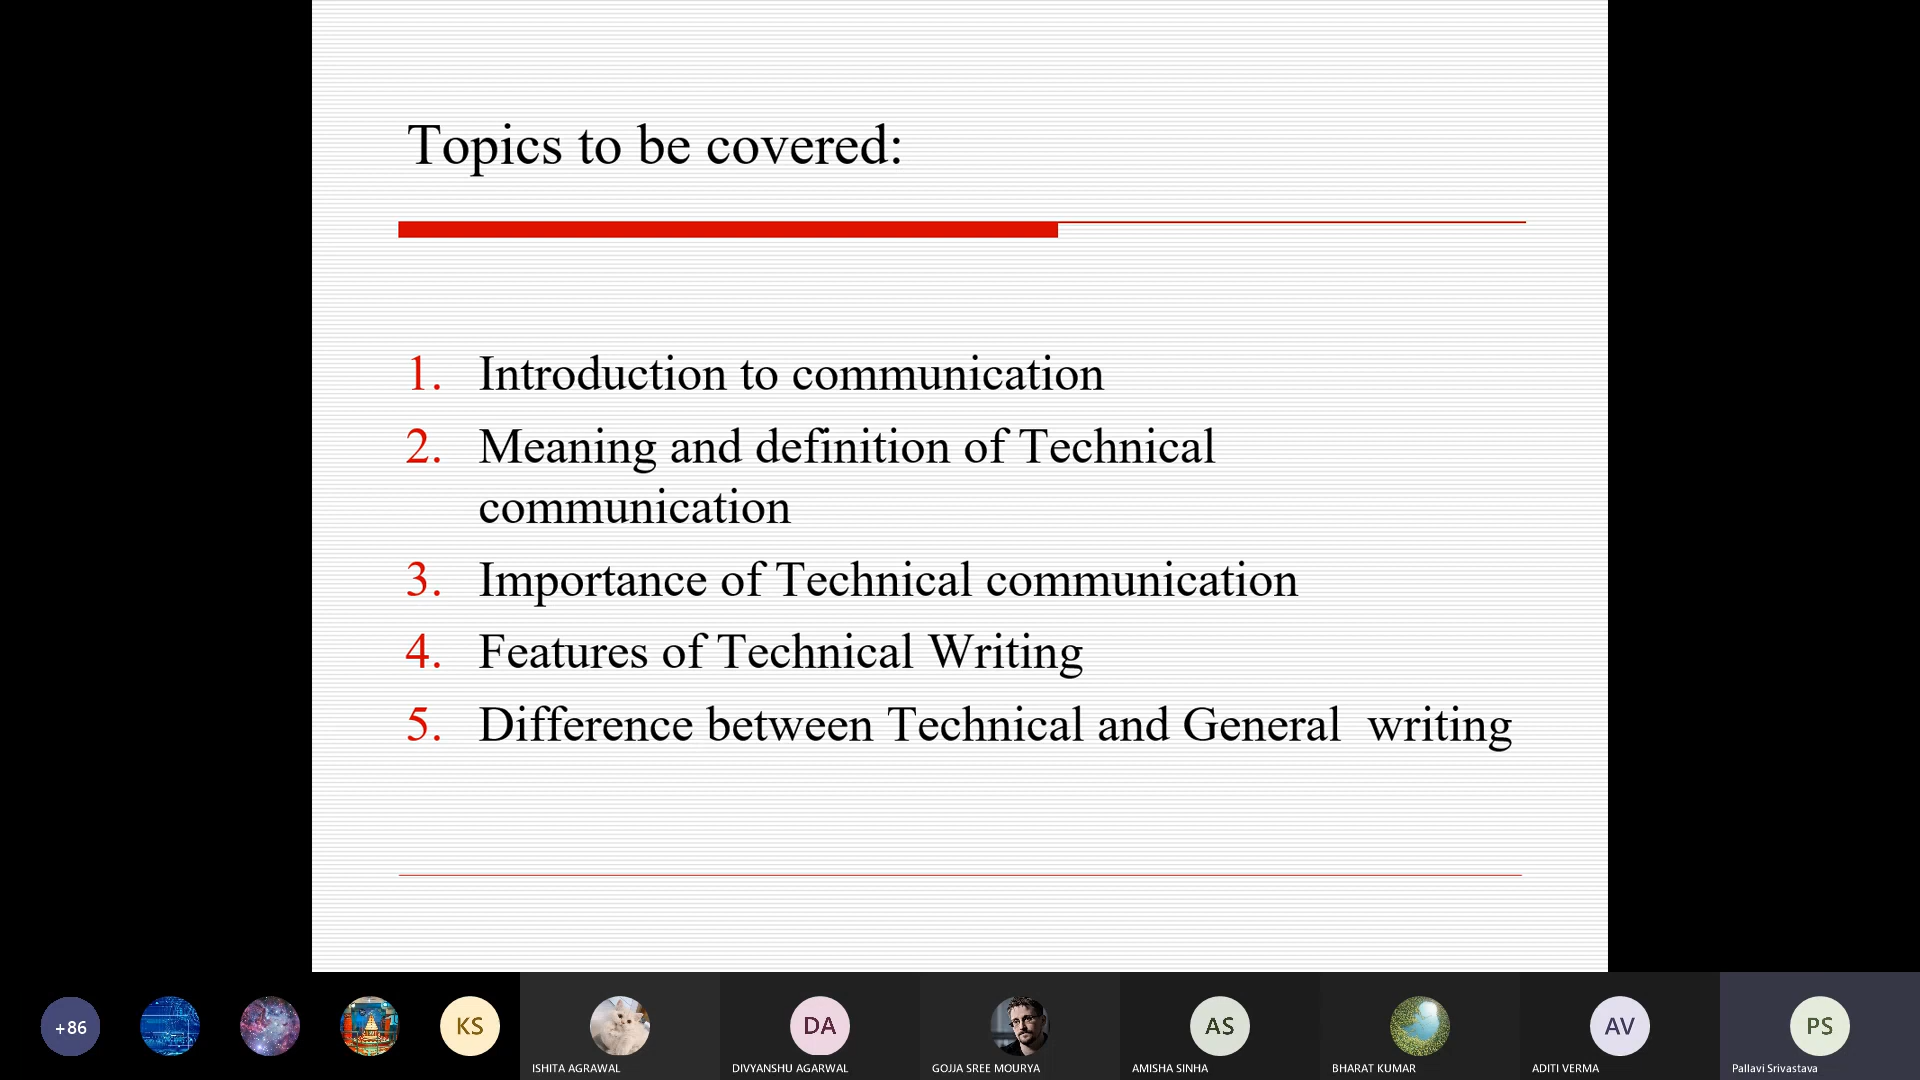 Topics to be covered:
1. Introduction to communication
2. Meaning and definition of Technical
communication
3. Importance of Technical communication
4. Features of Technical Writing
5. Difference between Technical and General  writing
+86
KS
DA
AS
AV
PS
ISHITA AGRAWAL
DIVYANSHU AGARWAL
GOJJA SREE MOURYA
AMISHA SINHA
BHARAT KUMAR
ADITI VERMA
Pallavi Srivastava